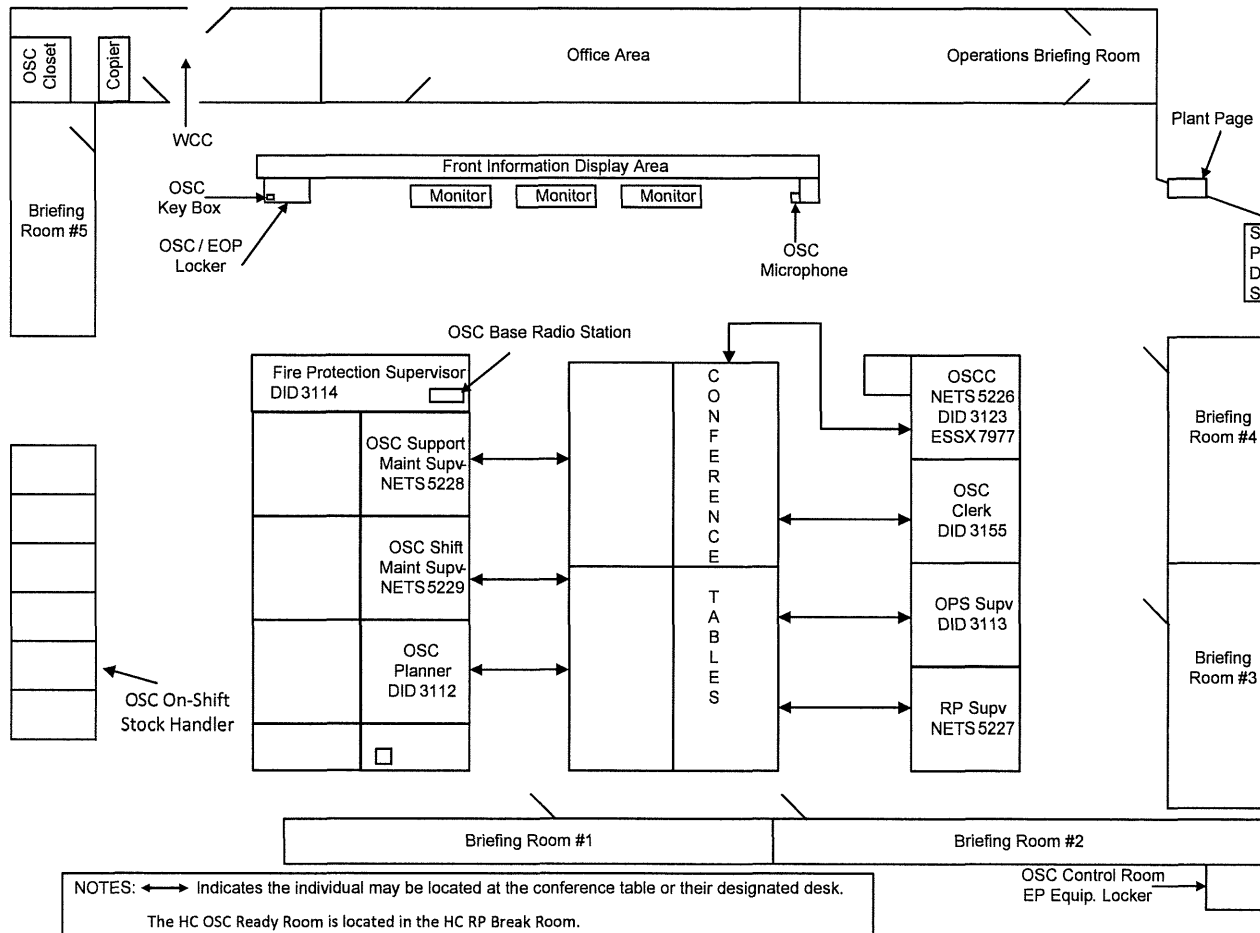 OSC
Closet
Copier
Office Area
Operations Briefing Room
Plant Page
WCC
Front Information Display Area
OSC
Key Box
Monitor
Monitor
Monitor
Briefing
Room #5
OSC / EOP
Locker
OSC
Microphone
S
P
D
S
OSC Base Radio Station
Fire Protection Supervisor
DID 3114
OSC Support
Maint Supv-
NETS 5228
OSC Shift
Maint Supv-
NETS 5229
OSC
Planner
DID 3112
C
O
N
F
E
R
E
N
C
E
T
A
B
L
E
S
OSCC
NETS 5226
DID 3123
ESSX 7977
OSC
Clerk
DID 3155
OPS Supv
DID 3113
RP Supv
NETS 5227
Briefing
Room #4
Briefing
Room #3
OSC On-Shift
Stock Handler
Briefing Room #1
Briefing Room #2
OSC Control Room
EP Equip. Locker
NOTES: Indicates the individual may be located at the conference table or their designated desk.
The HC OSC Ready Room is located in the HC RP Break Room.